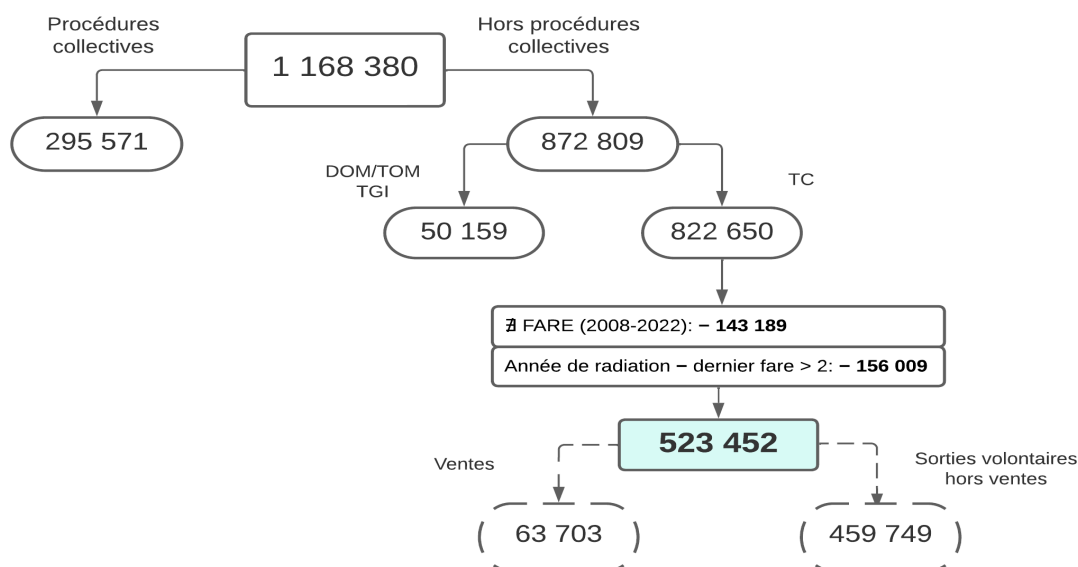 Procédures
collectives
Hors procédures
collectives
1 168 380
295 571
872 809
DOM/TOM
TGI
TC
50 159
822 650
∄ FARE (2008-2022): − 143 189
Année de radiation − dernier fare > 2: − 156 009
523 452
Ventes
Sorties volontaires
hors ventes
63 703
459 749